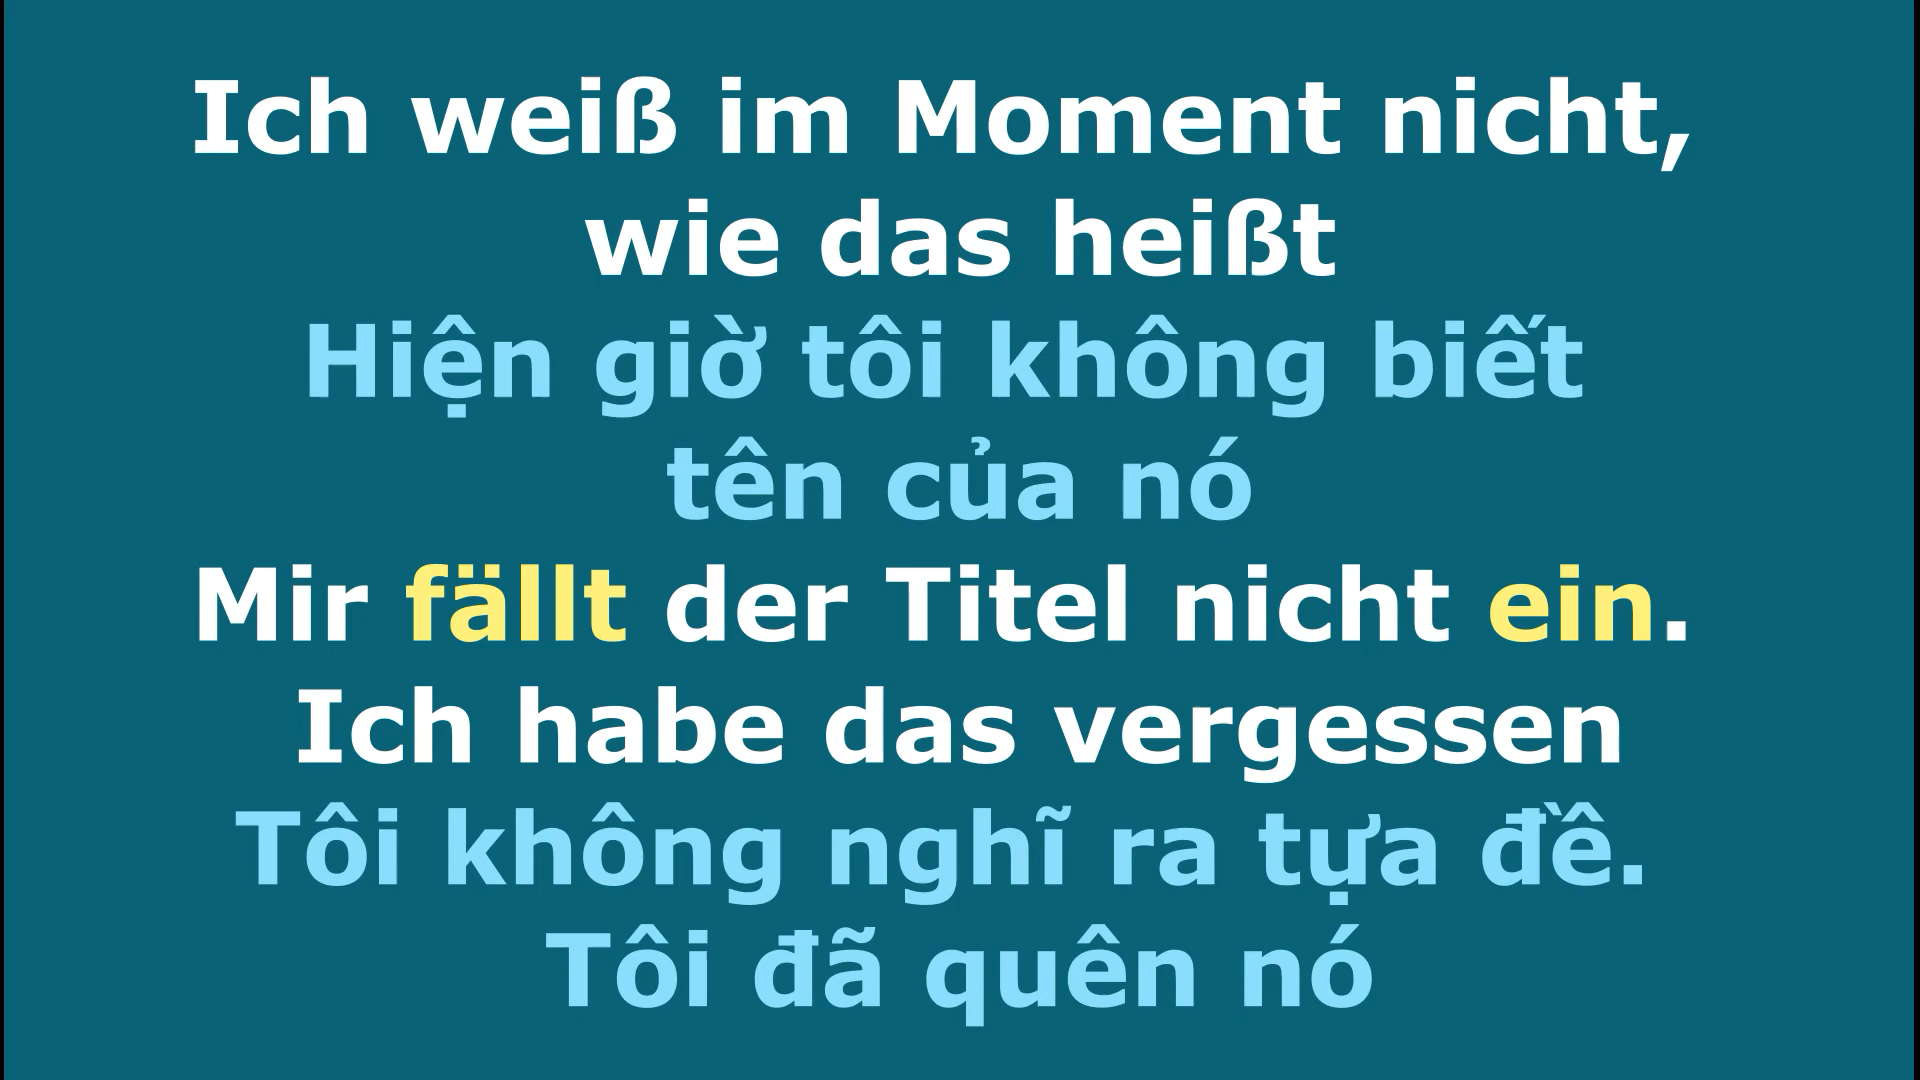 Ich weiß im Moment nicht,
wie das heißt
Hiện giờ tôi không biết
tên của nó
Mir fällt der Titel nicht ein.
Ich habe das vergessen
Tôi không nghĩ ra tựa đề.
Tôi đã quên nó